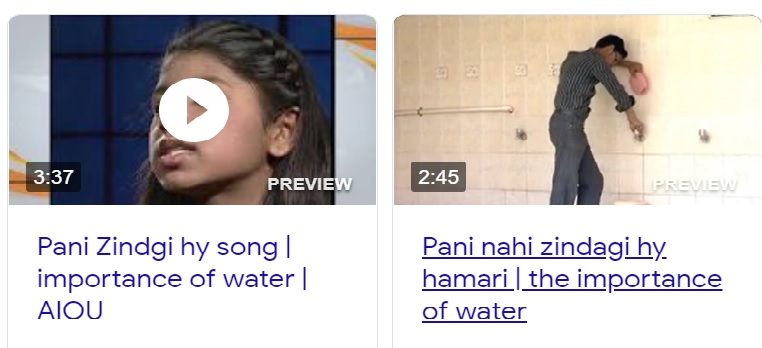 3:37
PREVIEW
Pani Zindgi hy song |
importance of water |
AIOU
2:45
PREVIEW
Pani nahi zindagi hy
hamari | the importance
of water